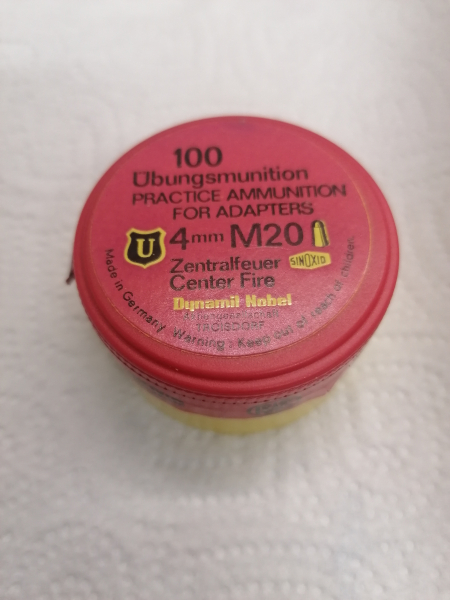 100
Übungsmunition
PRACTICE AMMUNITION
FOR ADAPTERS
U 4mm M20
Zentralfeuer SINOXID
Center Fire
Dynamit Nobel
Aktiengesellschaft
TROISDORF
Made in Germany. Warning: Keep out of reach of children.